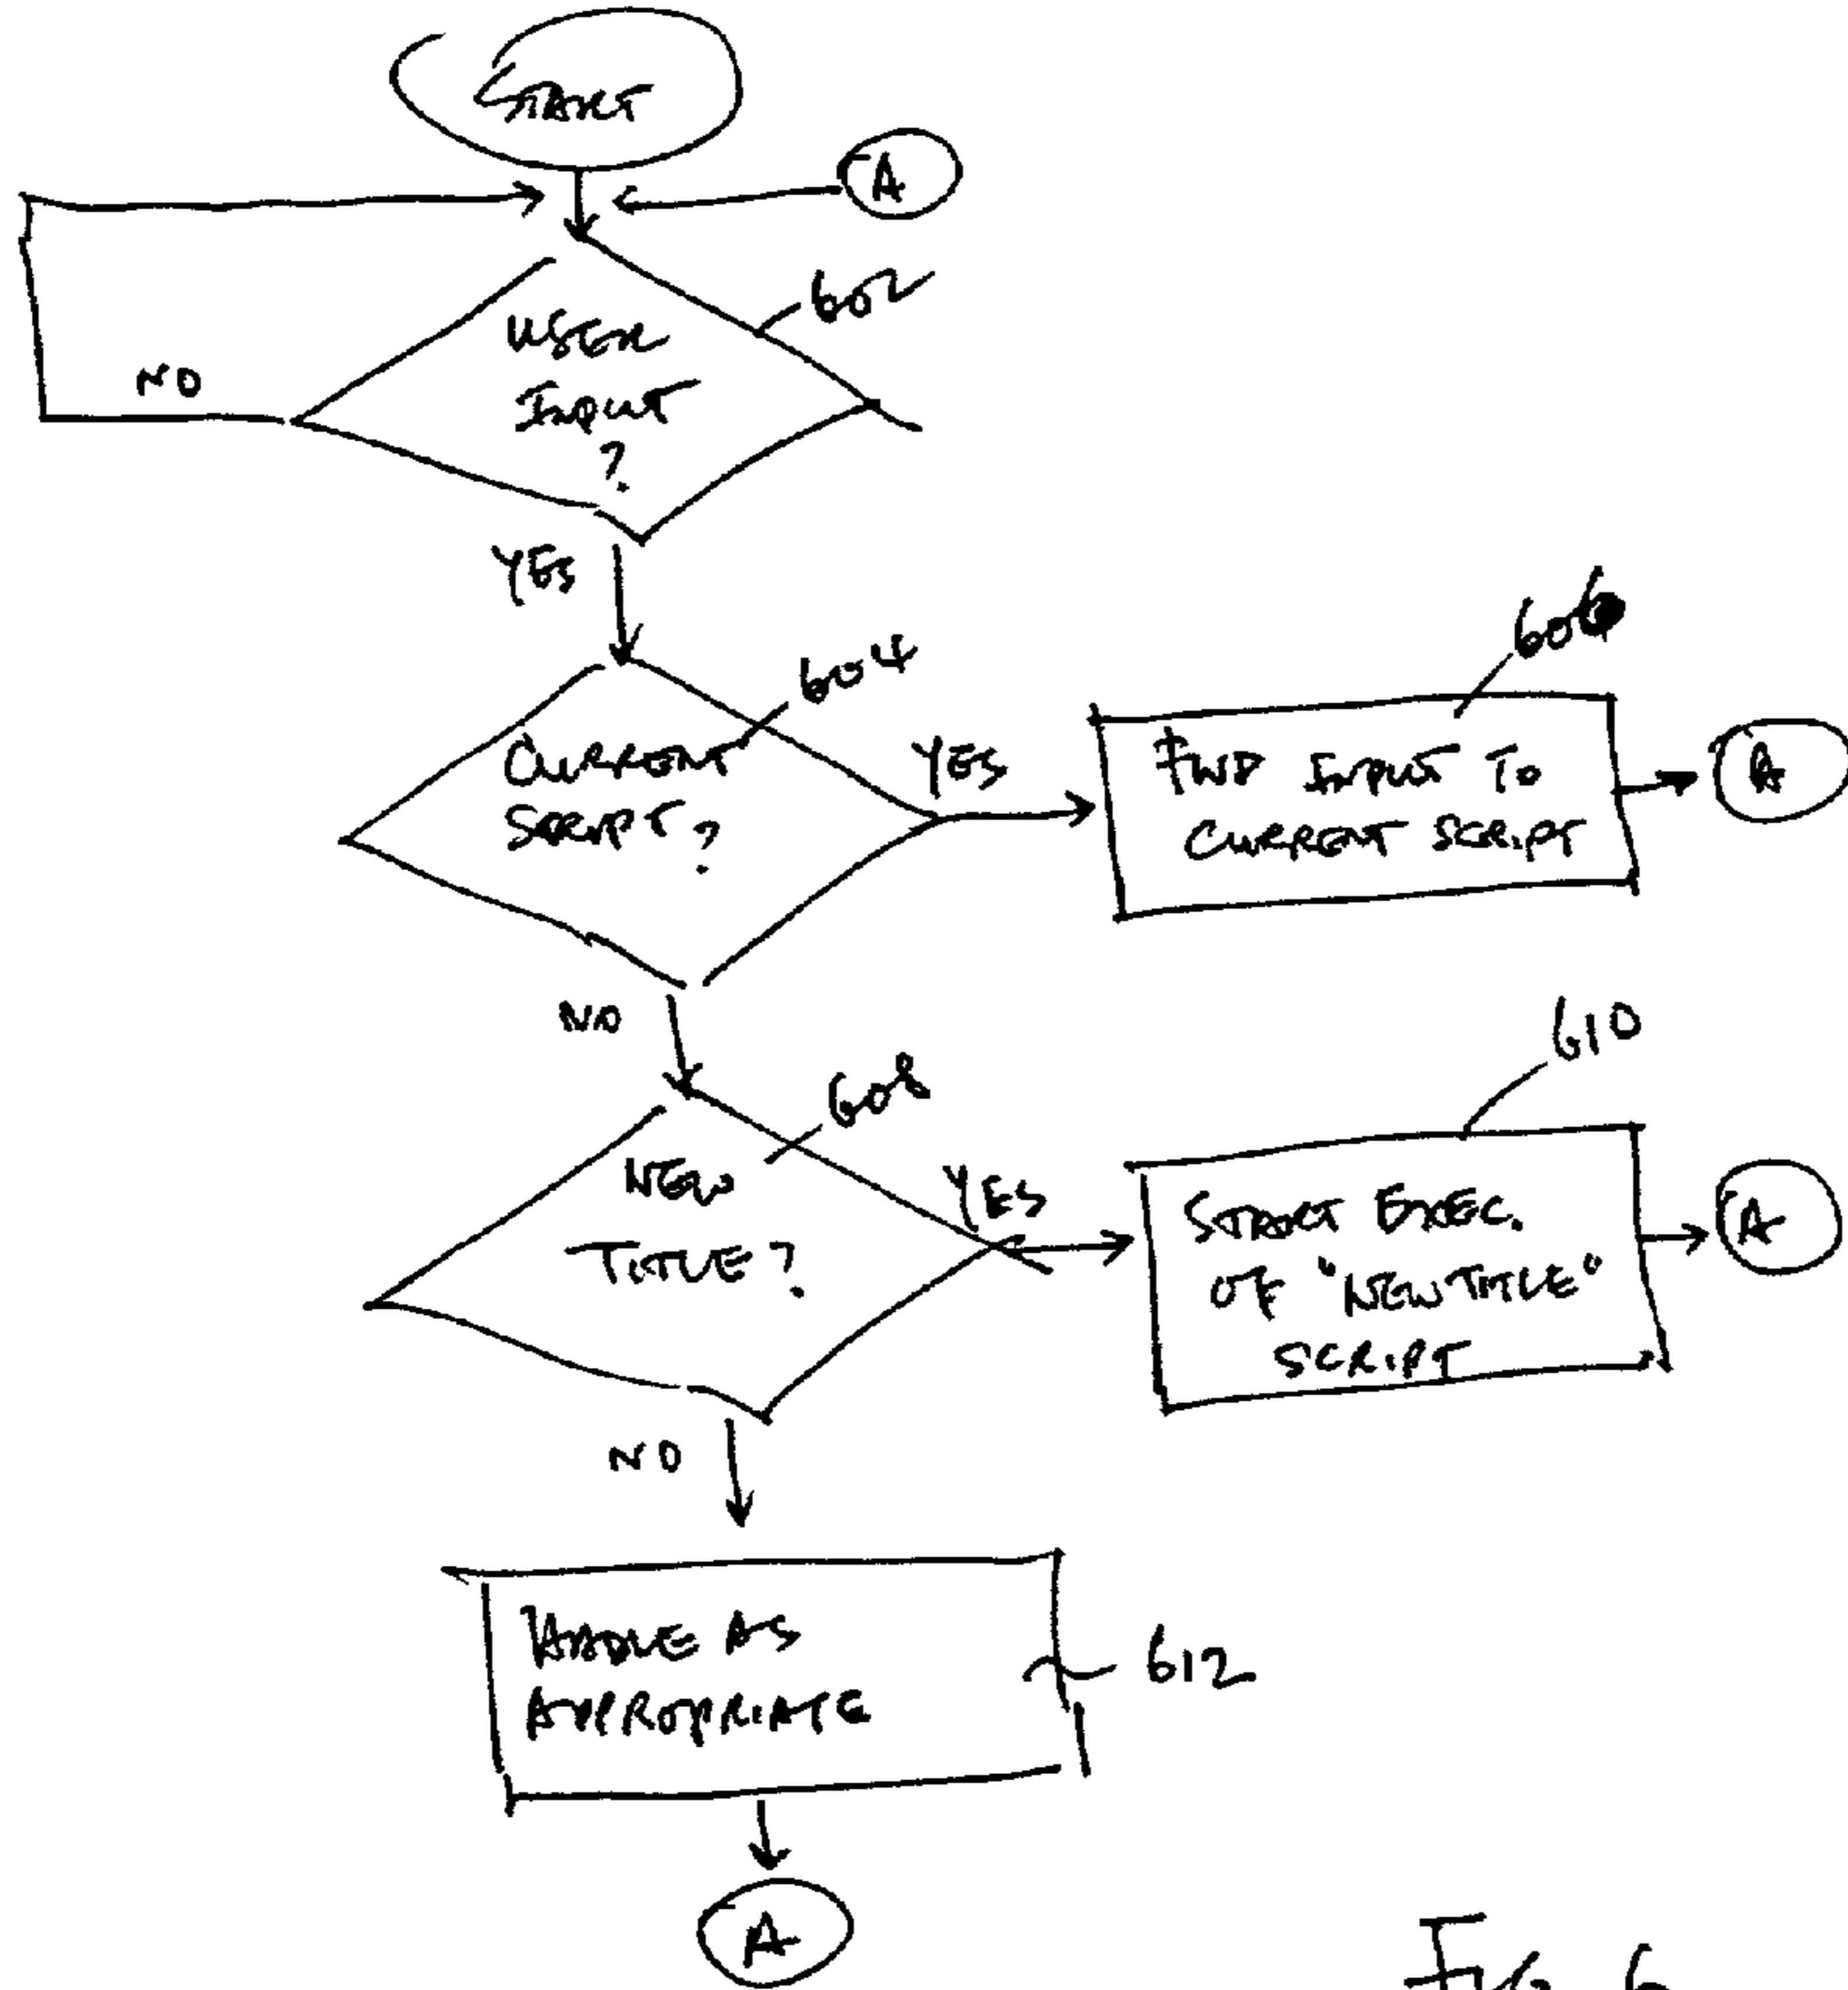 START
A
602
USER
INPUT
?
NO
YES
604
CURRENT
SCRIPT?
YES
606
FWD INPUT TO
CURRENT SCRIPT
A
NO
608
NEW
TITLE?
YES
610
START EXEC.
OF "NEW TITLE"
SCRIPT
A
NO
HANDLE AS
APPROPRIATE
612
A
FIG. 6